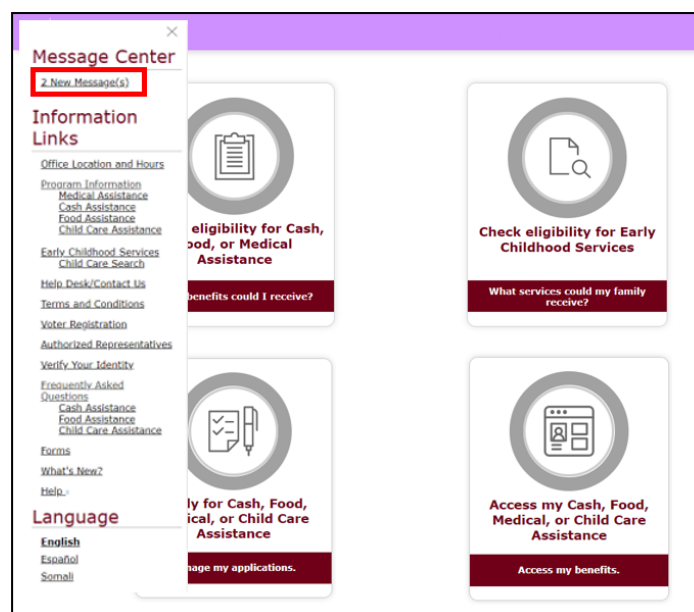 Message Center
2 New Message(s)
Information
Links
Office Location and Hours
Program Information
Medical Assistance
Cash Assistance
Food Assistance
Child Care Assistance
Early Childhood Services
Child Care Search
Help Desk/Contact Us
Terms and Conditions
Voter Registration
Authorized Representatives
Verify Your Identity
Frequently Asked
Questions
Cash Assistance
Food Assistance
Child Care Assistance
Forms
What's New?
Help
Language
English
Español
Somali
eligibility for Cash,
ood, or Medical
Assistance
benefits could I receive?
Check eligibility for Early
Childhood Services
What services could my family
receive?
ly for Cash, Food,
ical, or Child Care
Assistance
nage my applications.
Access my Cash, Food,
Medical, or Child Care
Assistance
Access my benefits.